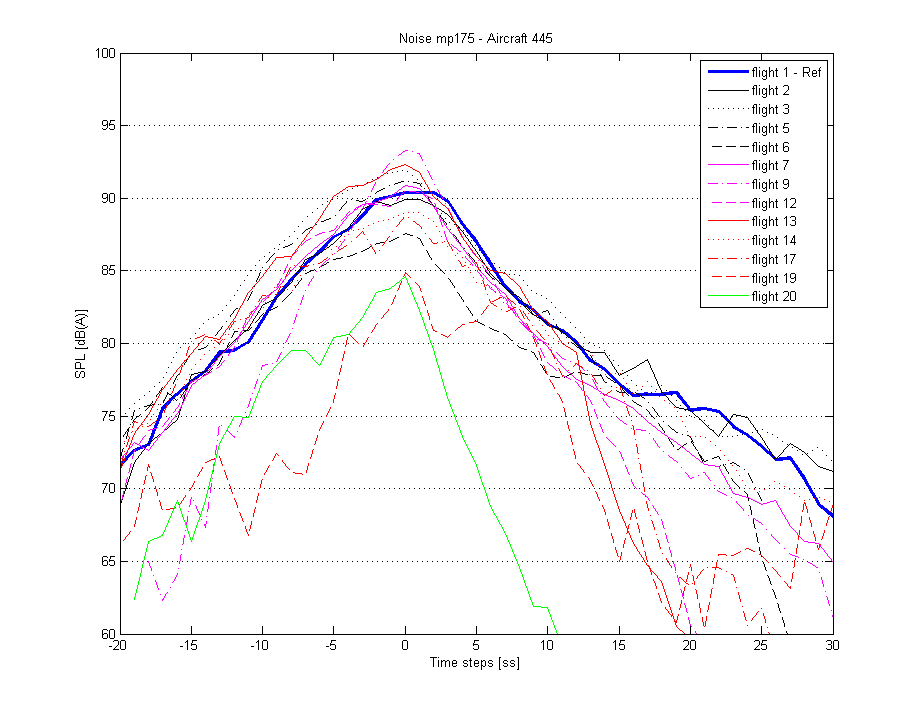 Noise mp175 - Aircraft 445
100
95
90
85
80
75
70
65
60
SPL [dB(A)]
flight 1 - Ref
flight 2
flight 3
flight 5
flight 6
flight 7
flight 9
flight 12
flight 13
flight 14
flight 17
flight 19
flight 20
-20 -15 -10 -5 0 5 10 15 20 25 30
Time steps [ss]